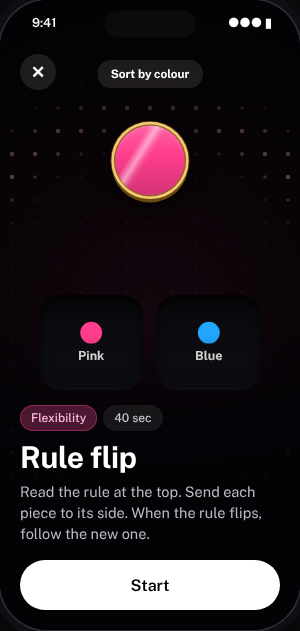 9:41
Sort by colour
Pink
Blue
Flexibility
40 sec
Rule flip
Read the rule at the top. Send each
piece to its side. When the rule flips,
follow the new one.
Start